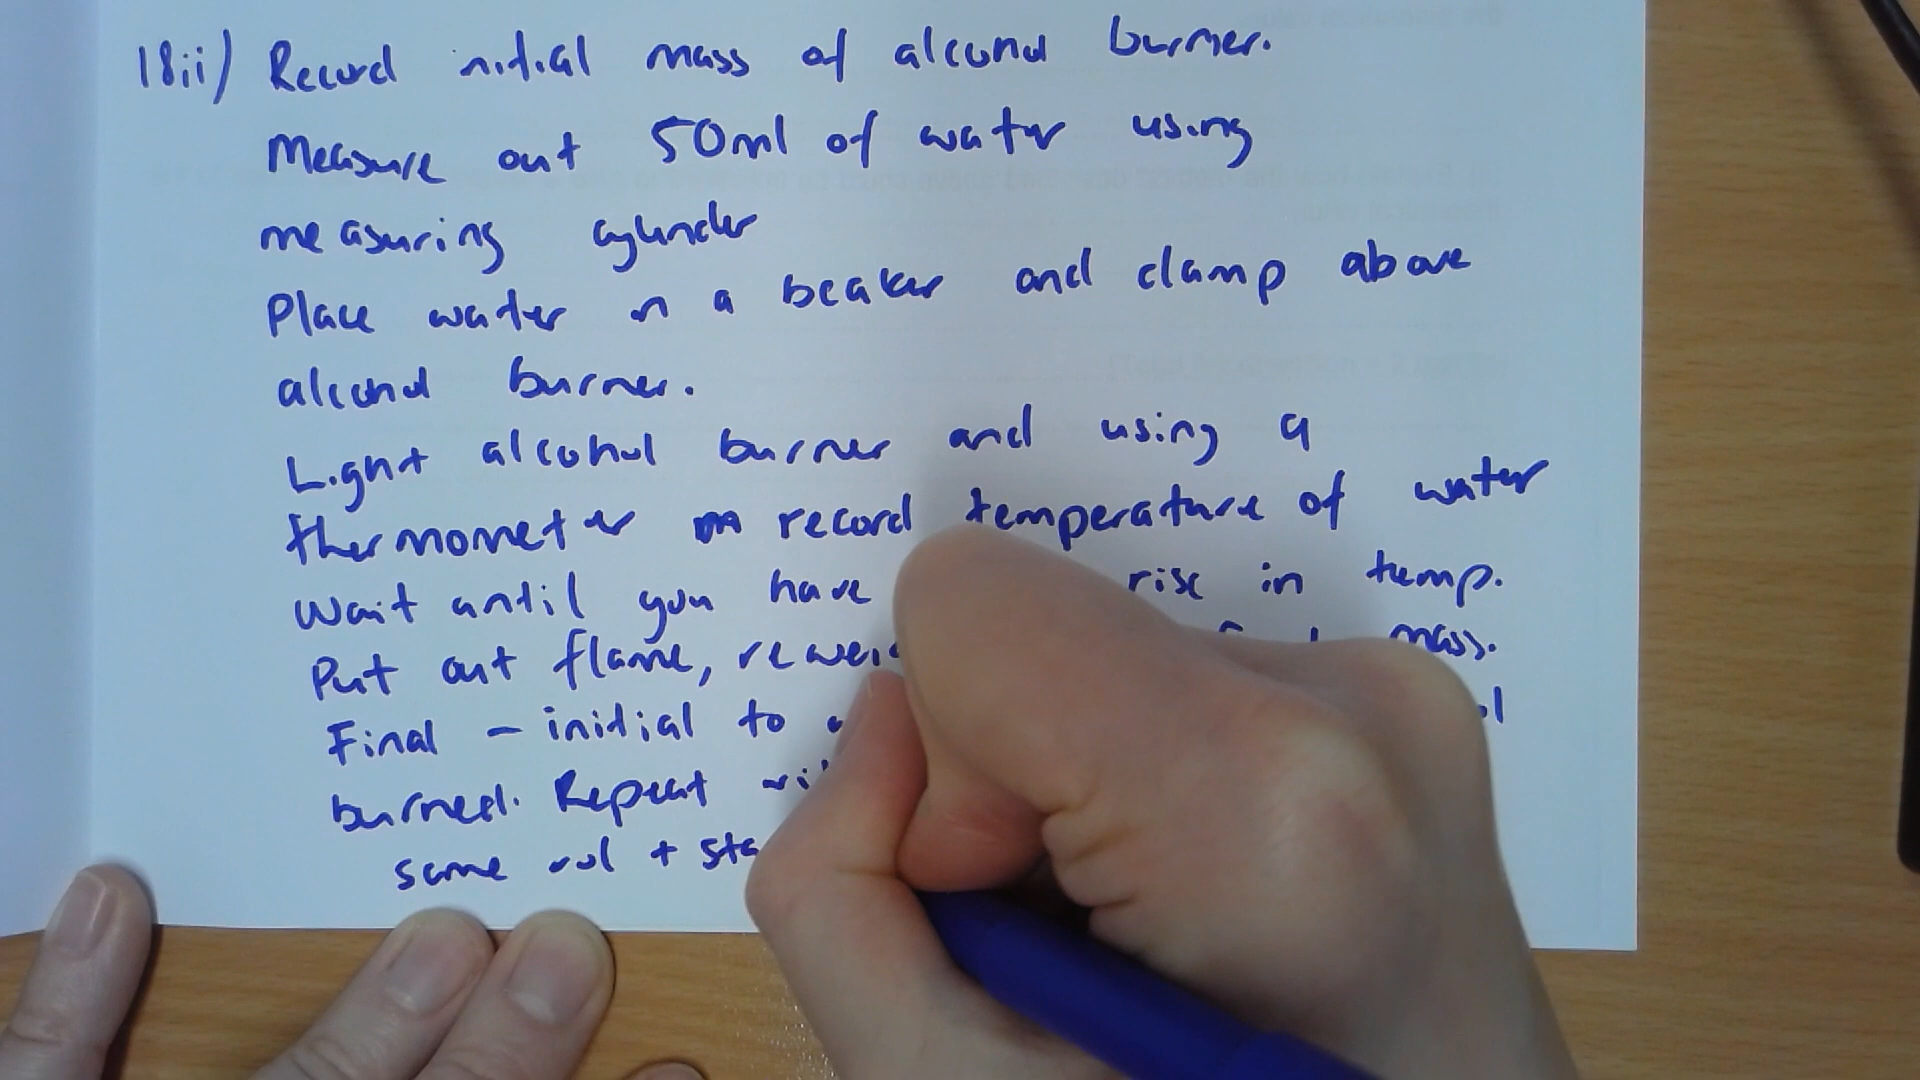 18ii) Record initial mass of alcohol burner.
Measure out 50ml of water using
measuring cylinder
Place water in a beaker and clamp above
alcohol burner.
Light alcohol burner and using a
thermometer record temperature of water
Wait until you have rise in temp.
Put out flame, mass.
Final - initial to
burned. Repeat
same vol +